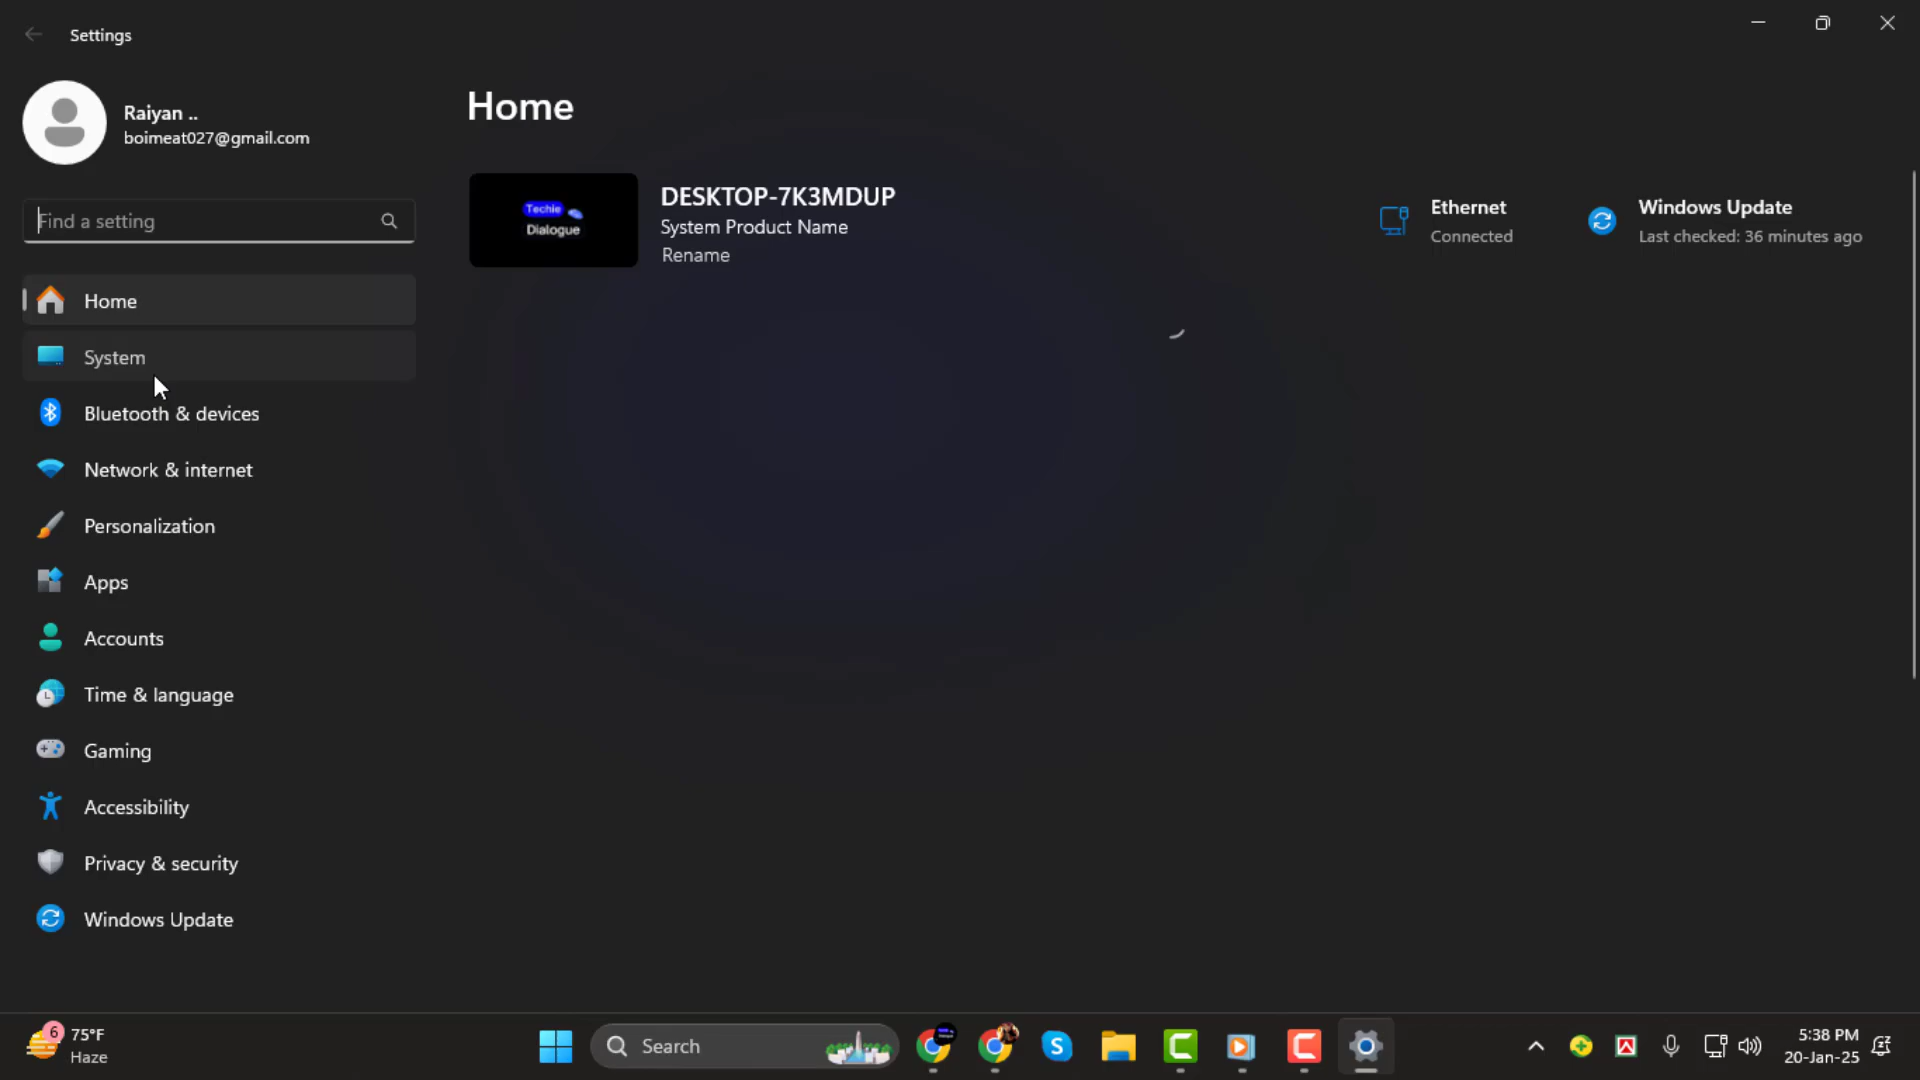 Settings
Raiyan ..
boimeat027@gmail.com
Find a setting
Home
System
Bluetooth & devices
Network & internet
Personalization
Apps
Accounts
Time & language
Gaming
Accessibility
Privacy & security
Windows Update
Home
Techie
Dialogue
DESKTOP-7K3MDUP
System Product Name
Rename
Ethernet
Connected
Windows Update
Last checked: 36 minutes ago
6
75°F
Haze
Search
5:38 PM
20-Jan-25